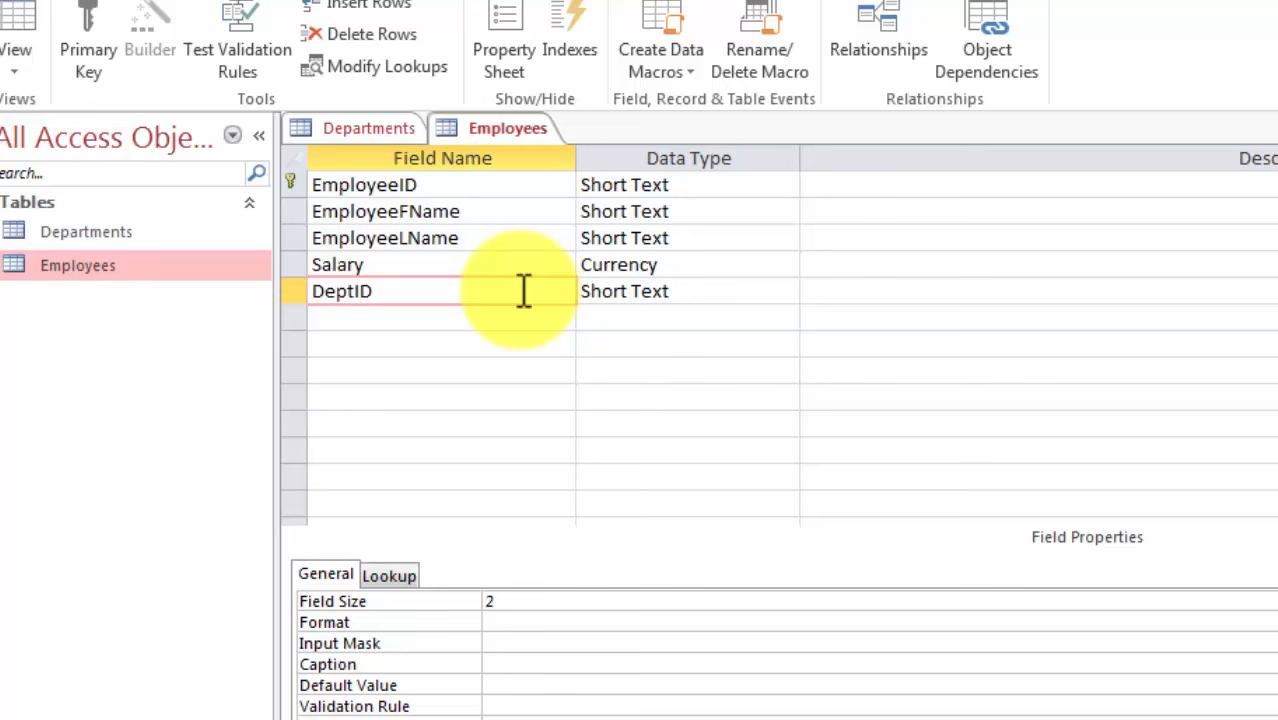 Insert Rows
View Primary Key Builder Test Validation Rules Delete Rows Property Sheet Indexes Create Data Macros Rename/ Delete Macro Relationships Object Dependencies
Modify Lookups
Views Tools Show/Hide Field, Record & Table Events Relationships
All Access Obje... «
Departments Employees
Search...
Field Name Data Type Desc
Tables
EmployeeID Short Text
EmployeeFName Short Text
Departments
EmployeeLName Short Text
Employees
Salary Currency
DeptID Short Text
Field Properties
General Lookup
Field Size 2
Format
Input Mask
Caption
Default Value
Validation Rule